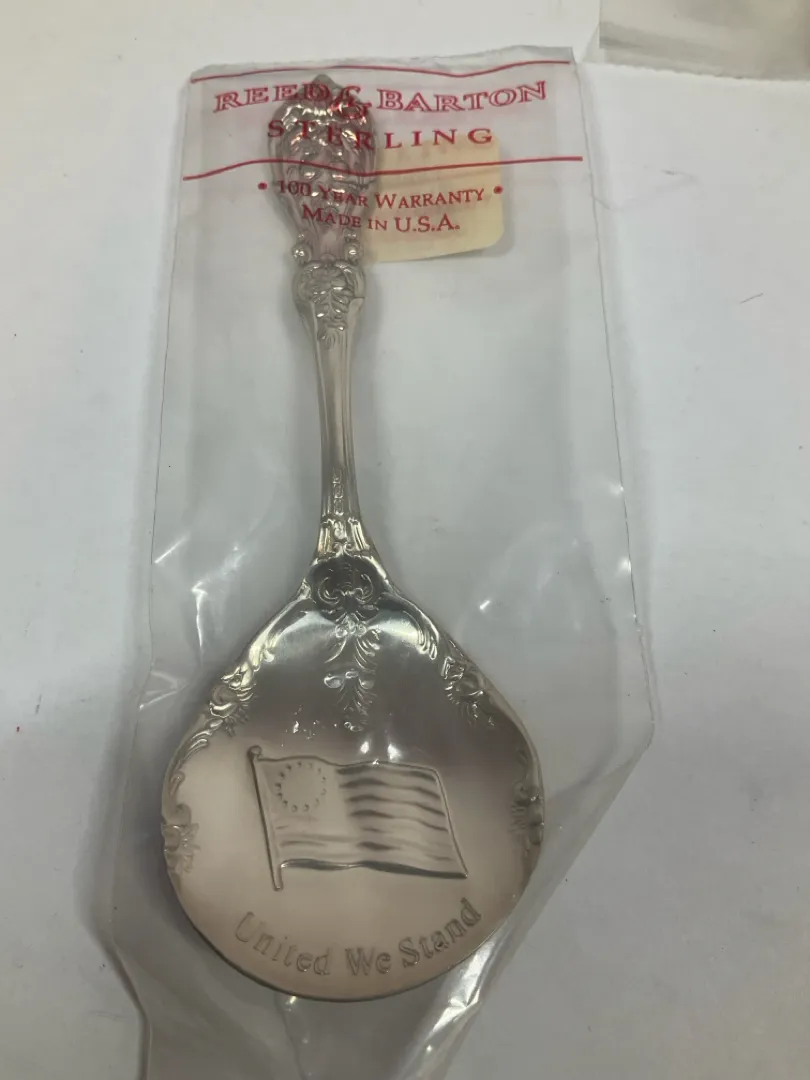 REED & BARTON
STERLING
• 100 YEAR WARRANTY •
MADE IN U.S.A.
United We Stand